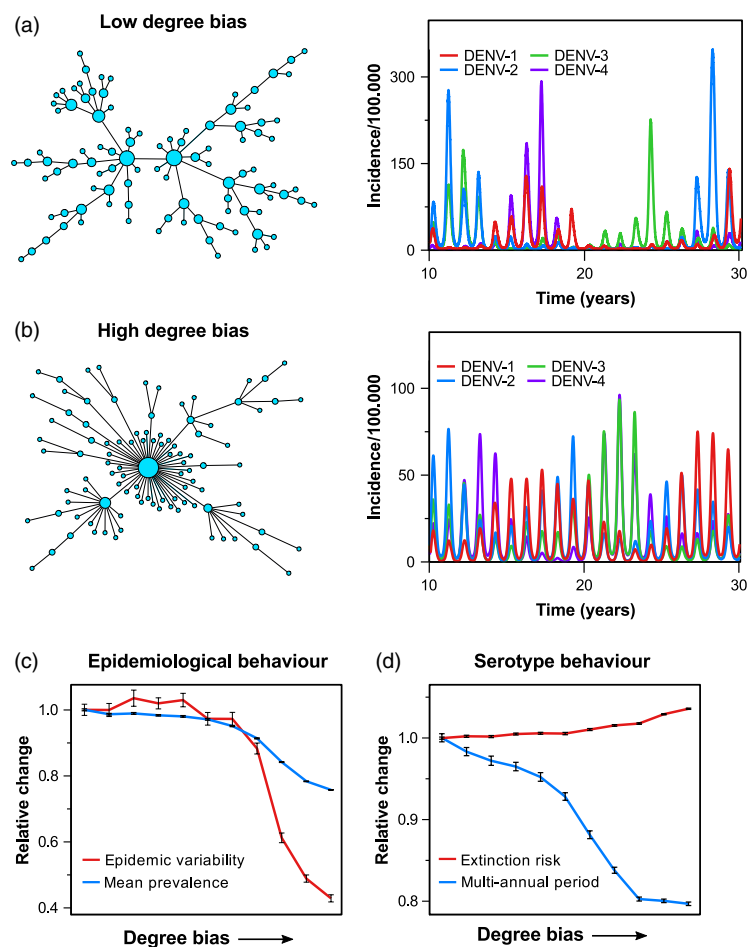 (a)
Low degree bias
DENV-1
DENV-3
DENV-2
DENV-4
Incidence/100.000
300
150
0
10
20
30
Time (years)
(b)
High degree bias
DENV-1
DENV-3
DENV-2
DENV-4
Incidence/100.000
100
50
0
10
20
30
Time (years)
(c)
Epidemiological behaviour
Relative change
1.0
0.8
0.6
0.4
Epidemic variability
Mean prevalence
Degree bias
(d)
Serotype behaviour
Relative change
1.0
0.9
0.8
Extinction risk
Multi-annual period
Degree bias